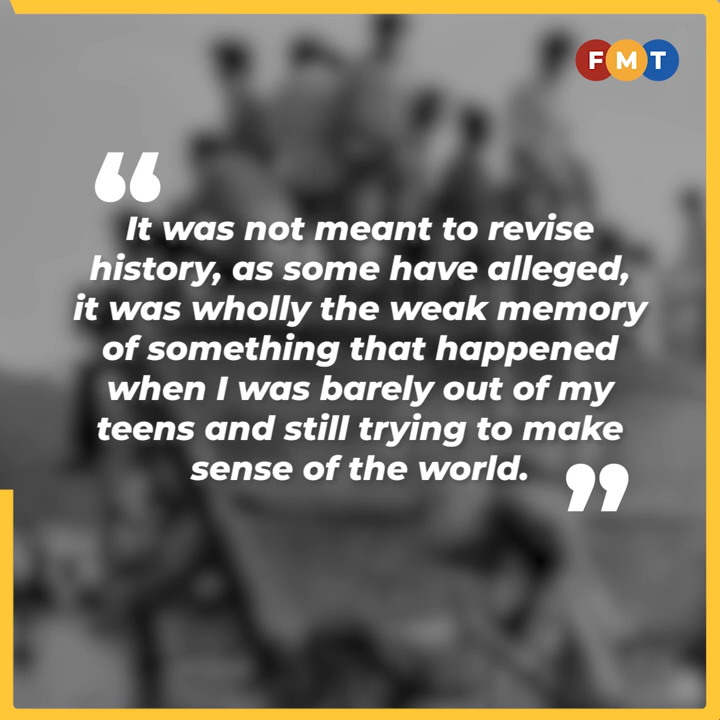 FMT
“
It was not meant to revise
history, as some have alleged,
it was wholly the weak memory
of something that happened
when I was barely out of my
teens and still trying to make
sense of the world.
”